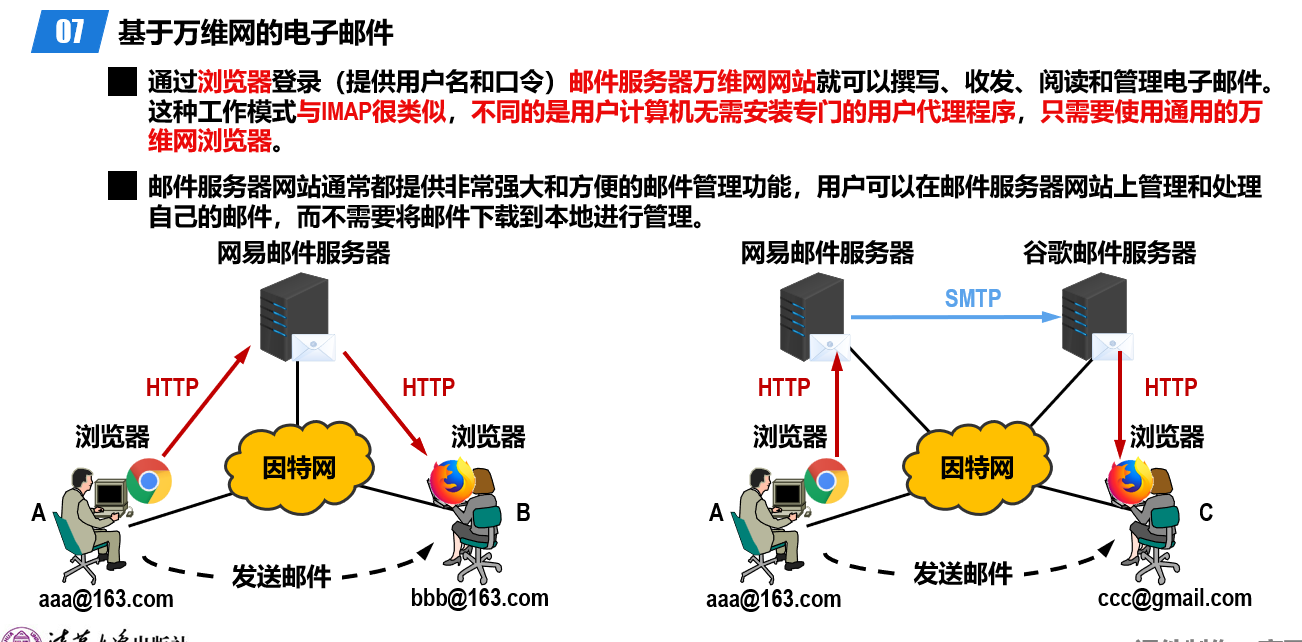 07 基于万维网的电子邮件
通过浏览器登录（提供用户名和口令）邮件服务器万维网网站就可以撰写、收发、阅读和管理电子邮件。
这种工作模式与IMAP很类似，不同的是用户计算机无需安装专门的用户代理程序，只需要使用通用的万
维网浏览器。
邮件服务器网站通常都提供非常强大和方便的邮件管理功能，用户可以在邮件服务器网站上管理和处理
自己的邮件，而不需要将邮件下载到本地进行管理。
网易邮件服务器
HTTP
HTTP
浏览器
浏览器
因特网
A
B
发送邮件
aaa@163.com
bbb@163.com
网易邮件服务器
谷歌邮件服务器
SMTP
HTTP
HTTP
浏览器
浏览器
因特网
A
C
发送邮件
aaa@163.com
ccc@gmail.com
清华大学出版社